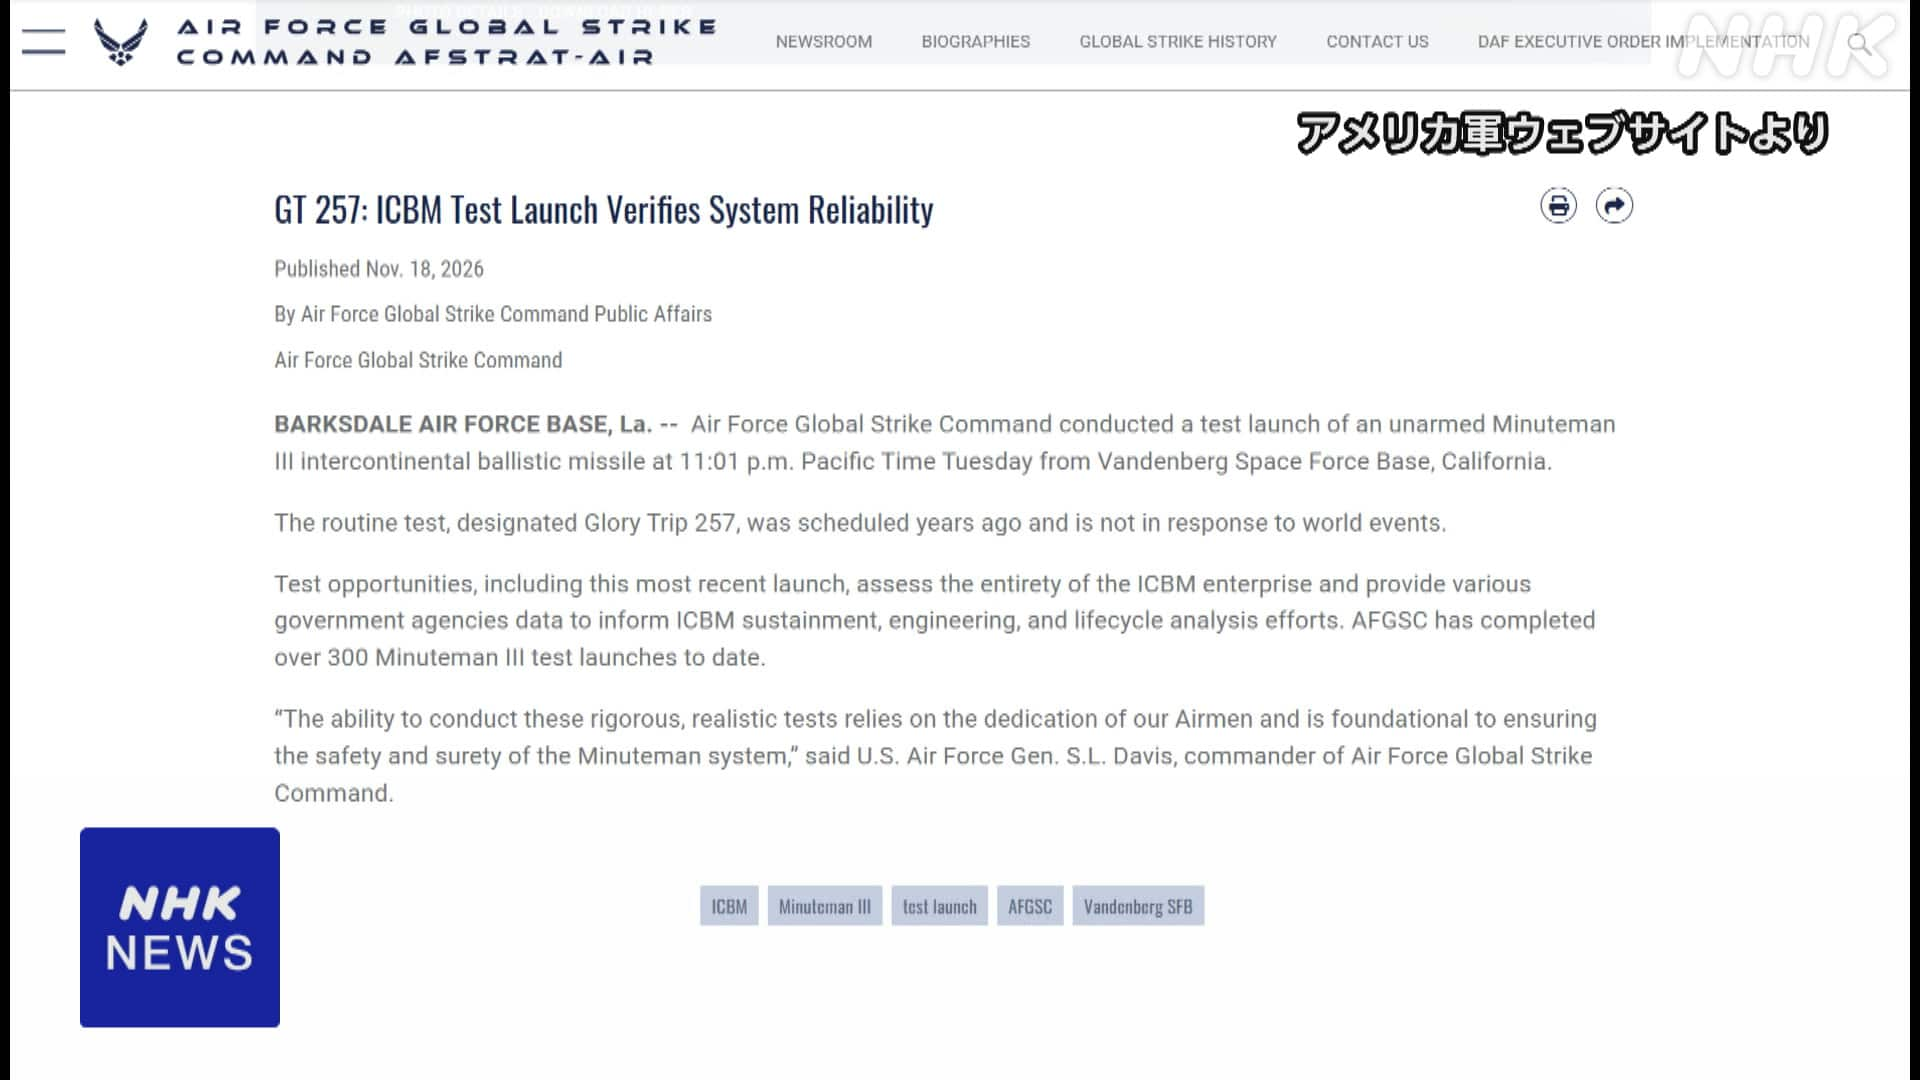 AIR FORCE GLOBAL STRIKE
COMMAND AFSTRAT-AIR
NEWSROOM
BIOGRAPHIES
GLOBAL STRIKE HISTORY
CONTACT US
DAF EXECUTIVE ORDER IMPLEMENTATION
NHK
アメリカ軍ウェブサイトより
GT 257: ICBM Test Launch Verifies System Reliability
Published Nov. 18, 2026
By Air Force Global Strike Command Public Affairs
Air Force Global Strike Command
BARKSDALE AIR FORCE BASE, La. -- Air Force Global Strike Command conducted a test launch of an unarmed Minuteman
III intercontinental ballistic missile at 11:01 p.m. Pacific Time Tuesday from Vandenberg Space Force Base, California.
The routine test, designated Glory Trip 257, was scheduled years ago and is not in response to world events.
Test opportunities, including this most recent launch, assess the entirety of the ICBM enterprise and provide various
government agencies data to inform ICBM sustainment, engineering, and lifecycle analysis efforts. AFGSC has completed
over 300 Minuteman III test launches to date.
“The ability to conduct these rigorous, realistic tests relies on the dedication of our Airmen and is foundational to ensuring
the safety and surety of the Minuteman system,” said U.S. Air Force Gen. S.L. Davis, commander of Air Force Global Strike
Command.
ICBM
Minuteman III
test launch
AFGSC
Vandenberg SFB
NHK
NEWS